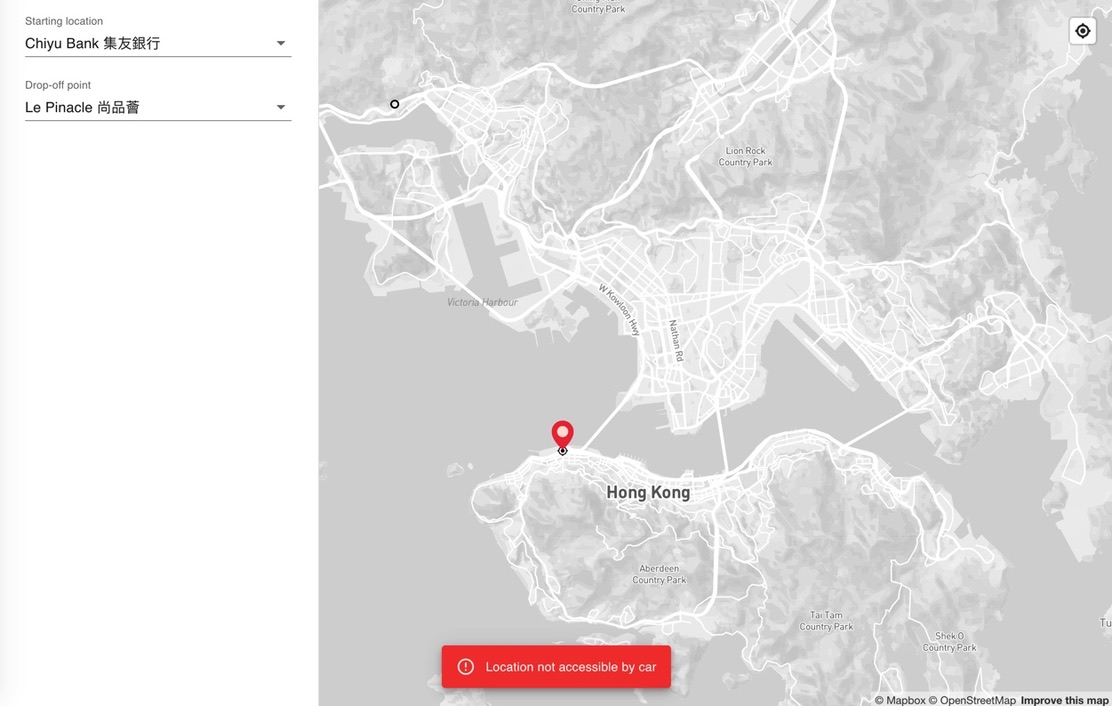 Starting location
Chiyu Bank 集友銀行
Drop-off point
Le Pinacle 尚品薈
Country Park
Lion Rock
Country Park
Victoria Harbour
W Kowloon Hwy
Nathan Rd
Hong Kong
Aberdeen
Country Park
Tai Tam
Country Park
Shek O
Country Park
Tu
Location not accessible by car
© Mapbox © OpenStreetMap Improve this map